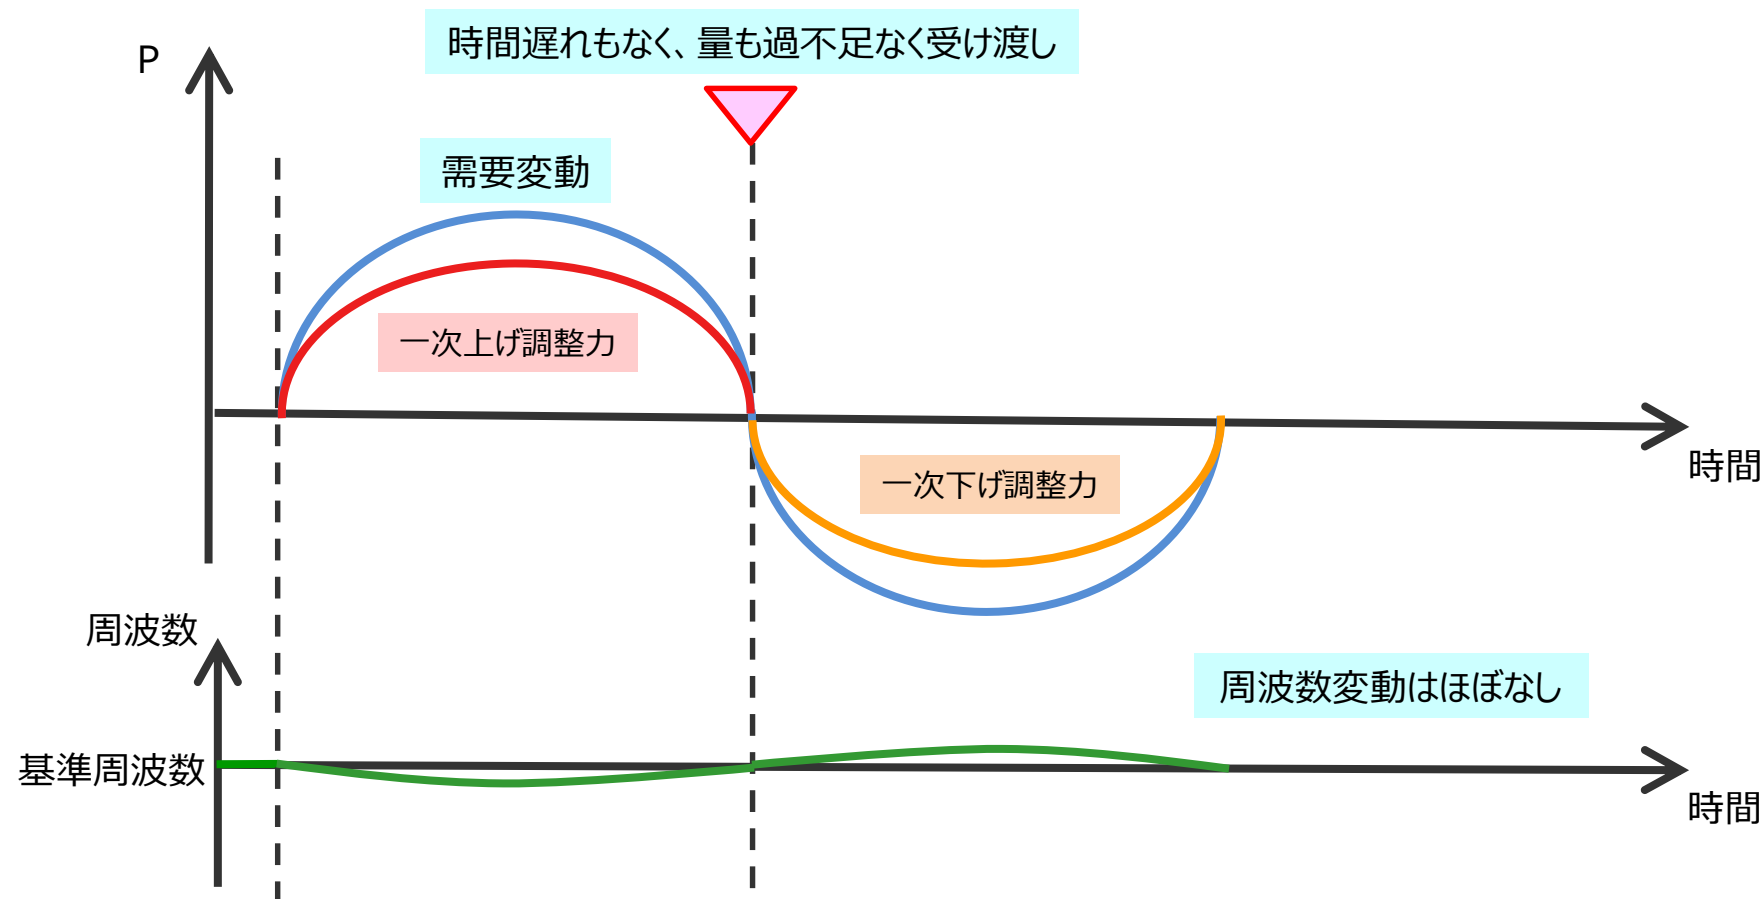 P
時間遅れもなく、量も過不足なく受け渡し
需要変動
一次上げ調整力
時間
一次下げ調整力
周波数
周波数変動はほぼなし
基準周波数
時間